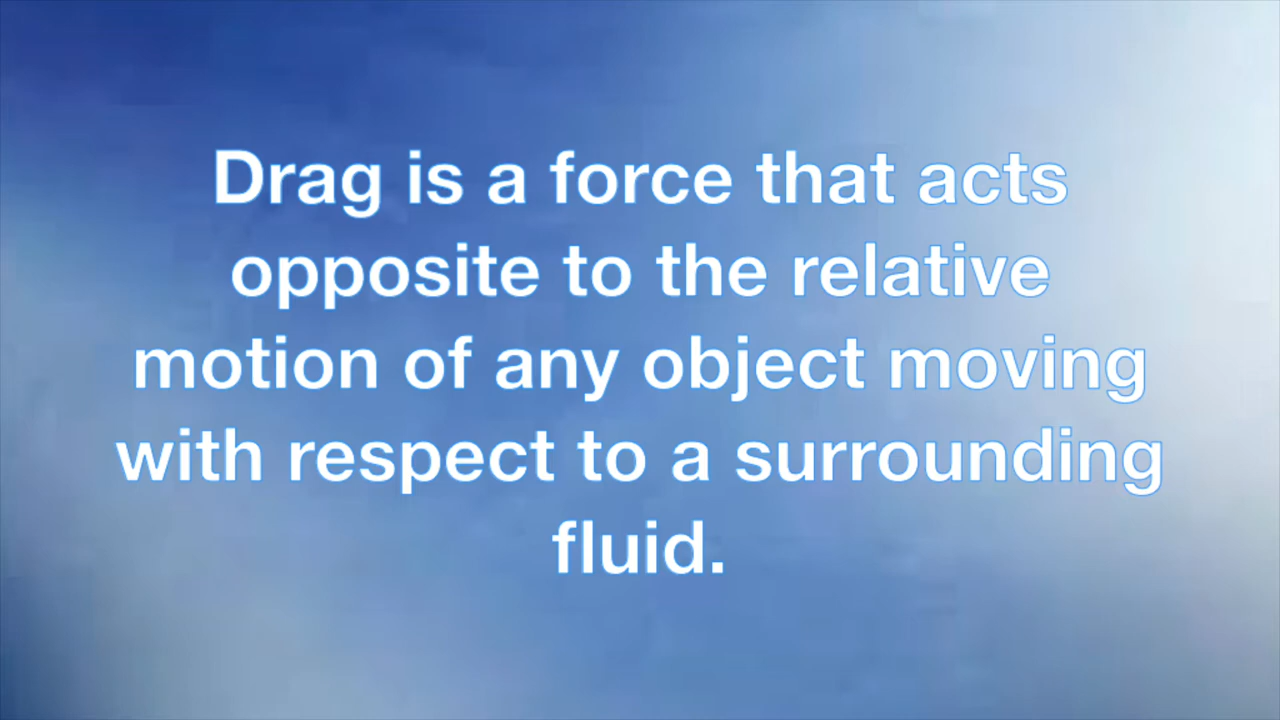 Drag is a force that acts
opposite to the relative
motion of any object moving
with respect to a surrounding
fluid.